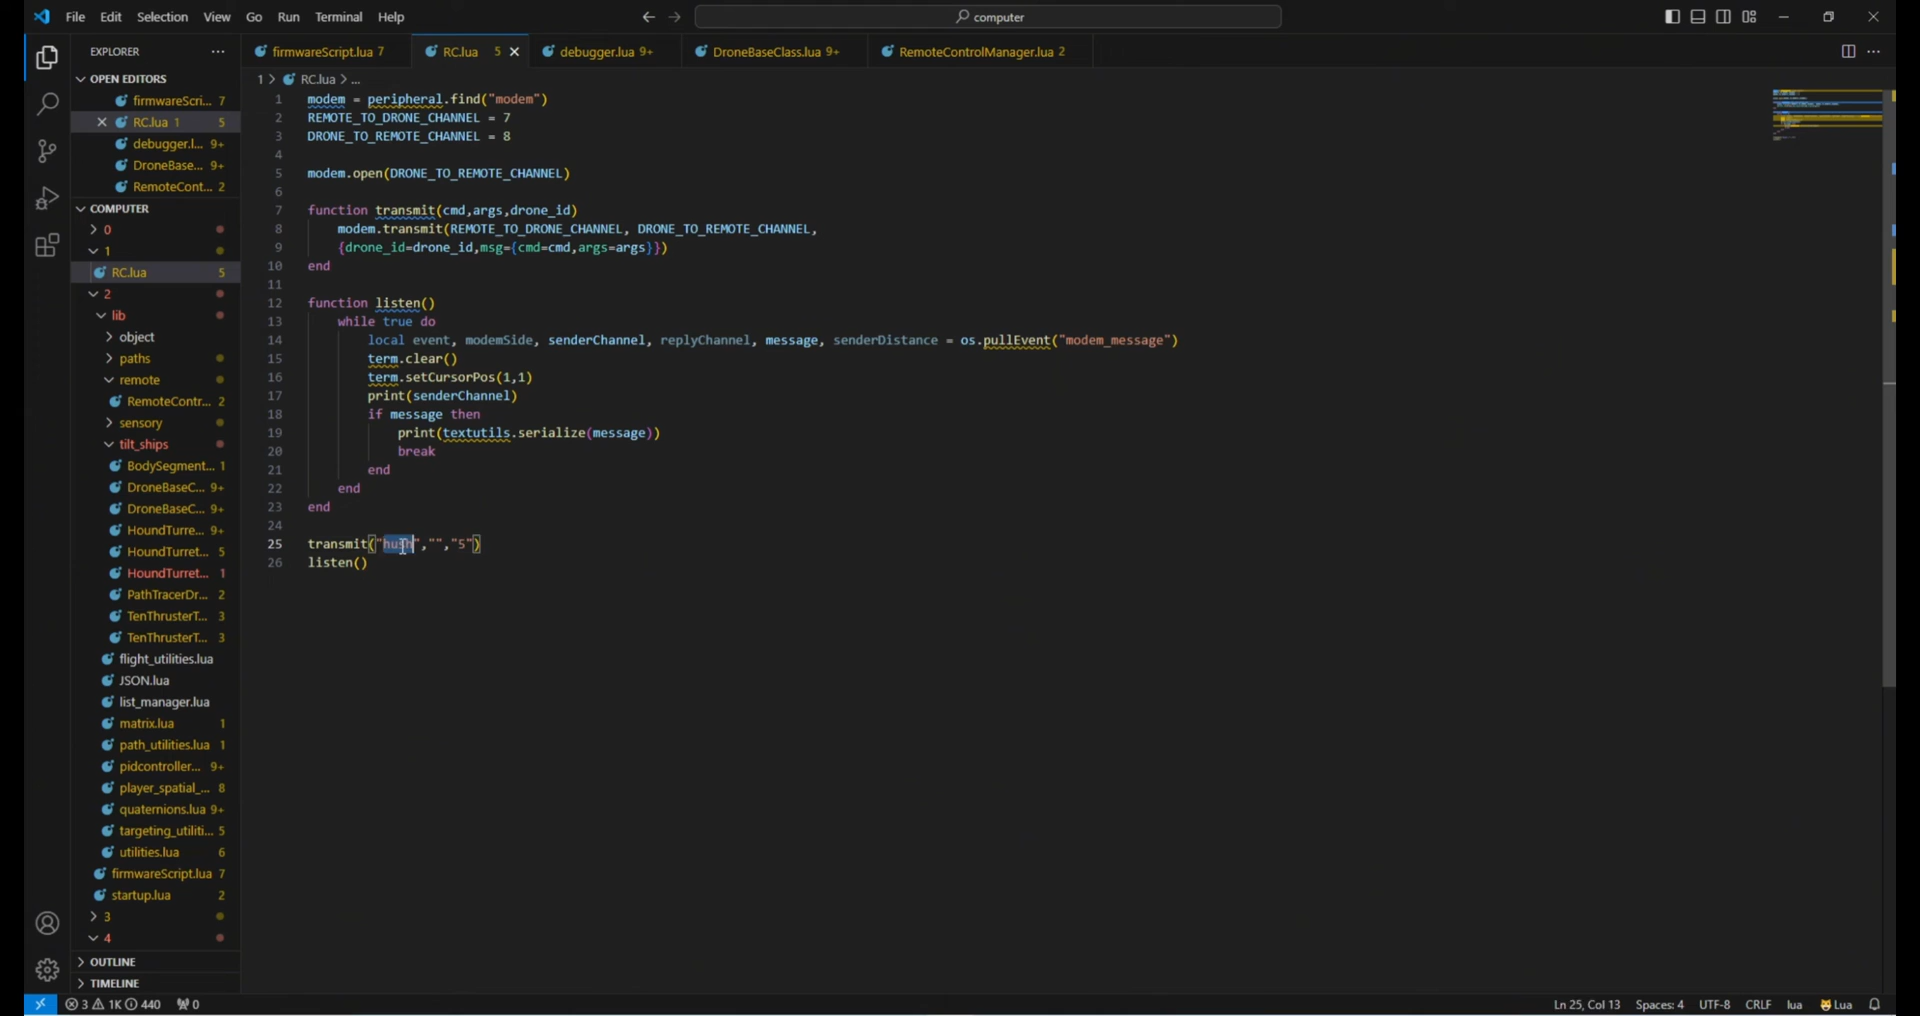 File Edit Selection View Go Run Terminal Help
computer
EXPLORER
firmwareScript.lua 7
RC.lua 5
debugger.lua 9+
DroneBaseClass.lua 9+
RemoteControlManager.lua 2
OPEN EDITORS
firmwareScri... 7
RC.lua 1 5
debugger.l... 9+
DroneBase... 9+
RemoteCont... 2
COMPUTER
0
1
RC.lua 5
2
lib
object
paths
remote
RemoteContr... 2
sensory
tilt_ships
BodySegment... 1
DroneBaseC... 9+
DroneBaseC... 9+
HoundTurre... 9+
HoundTurret... 5
HoundTurret... 1
PathTracerDr... 2
TenThrusterT... 3
TenThrusterT... 3
flight_utilities.lua
JSON.lua
list_manager.lua
matrix.lua 1
path_utilities.lua 1
pidcontroller... 9+
player_spatial_... 8
quaternions.lua 9+
targeting_utiliti... 5
utilities.lua 6
firmwareScript.lua 7
startup.lua 2
3
4
OUTLINE
TIMELINE
1 > RC.lua > ...
1 modem = peripheral.find("modem")
2 REMOTE_TO_DRONE_CHANNEL = 7
3 DRONE_TO_REMOTE_CHANNEL = 8
4
5 modem.open(DRONE_TO_REMOTE_CHANNEL)
6
7 function transmit(cmd,args,drone_id)
8 modem.transmit(REMOTE_TO_DRONE_CHANNEL, DRONE_TO_REMOTE_CHANNEL,
9 {drone_id=drone_id,msg={cmd=cmd,args=args}})
10 end
11
12 function listen()
13 while true do
14 local event, modemSide, senderChannel, replyChannel, message, senderDistance = os.pullEvent("modem_message")
15 term.clear()
16 term.setCursorPos(1,1)
17 print(senderChannel)
18 if message then
19 print(textutils.serialize(message))
20 break
21 end
22 end
23 end
24
25 transmit("hush","","5")
26 listen()
3 1K 440 0
Ln 25, Col 13 Spaces: 4 UTF-8 CRLF lua Lua